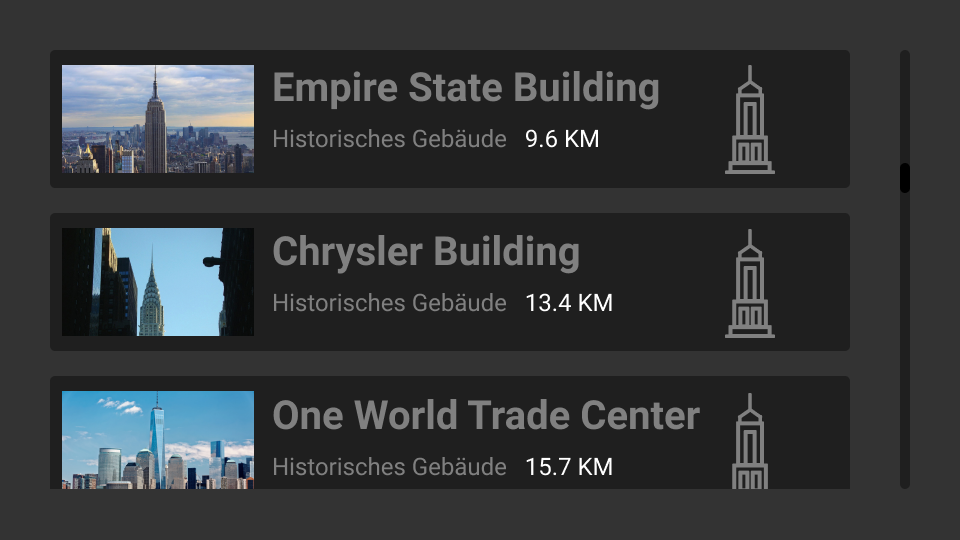 Empire State Building
Historisches Gebäude 9.6 KM
Chrysler Building
Historisches Gebäude 13.4 KM
One World Trade Center
Historisches Gebäude 15.7 KM